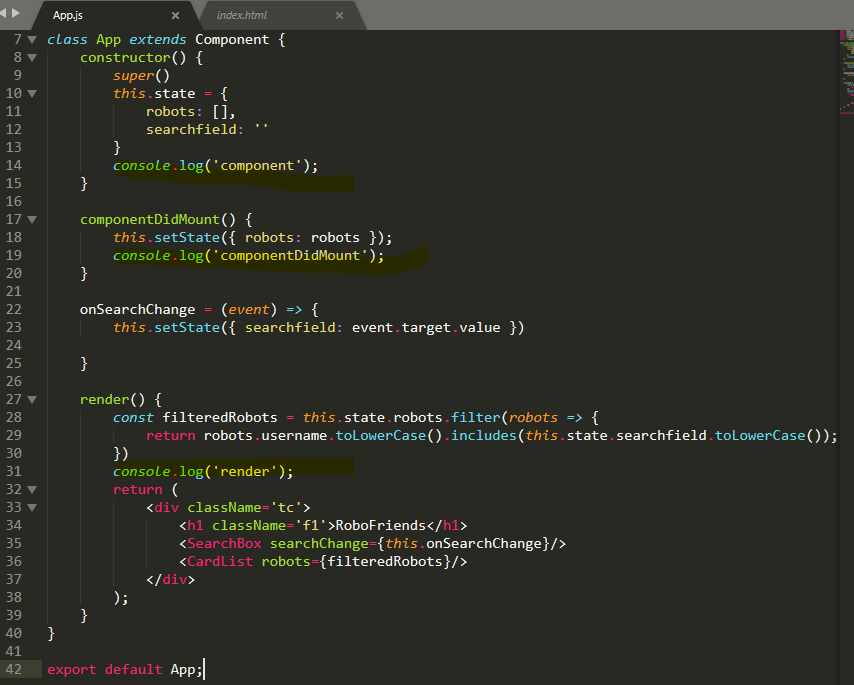 App.js
index.html
7 class App extends Component {
8 constructor() {
9 super()
10 this.state = {
11 robots: [],
12 searchfield: ''
13 }
14 console.log('component');
15 }
16
17 componentDidMount() {
18 this.setState({ robots: robots });
19 console.log('componentDidMount');
20 }
21
22 onSearchChange = (event) => {
23 this.setState({ searchfield: event.target.value })
24
25 }
26
27 render() {
28 const filteredRobots = this.state.robots.filter(robots => {
29 return robots.username.toLowerCase().includes(this.state.searchfield.toLowerCase());
30 })
31 console.log('render');
32 return (
33 <div className='tc'>
34 <h1 className='f1'>RoboFriends</h1>
35 <SearchBox searchChange={this.onSearchChange}/>
36 <CardList robots={filteredRobots}/>
37 </div>
38 );
39 }
40 }
41
42 export default App;